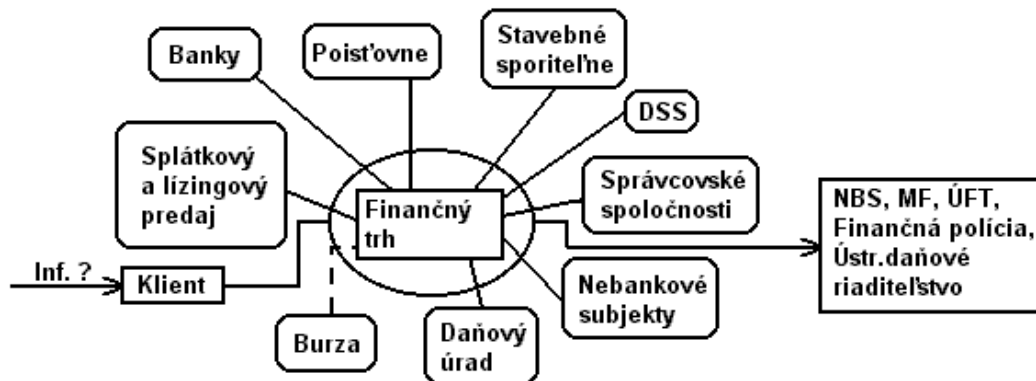 Banky
Poisťovne
Stavebné
sporiteľne
DSS
Splátkový
a lízingový
predaj
Finančný
trh
Správcovské
spoločnosti
NBS, MF, ÚFT,
Finančná polícia,
Ústr.daňové
riaditeľstvo
Inf. ?
Klient
Nebankové
subjekty
Burza
Daňový
úrad